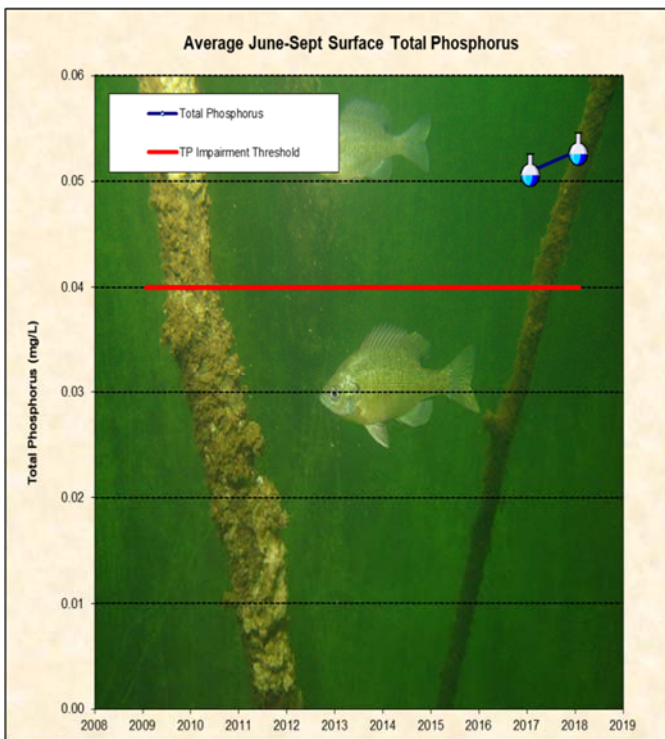 Average June-Sept Surface Total Phosphorus
0.06
Total Phosphorus
TP Impairment Threshold
0.05
0.04
0.03
0.02
0.01
0.00
Total Phosphorus (mg/L)
2008 2009 2010 2011 2012 2013 2014 2015 2016 2017 2018 2019